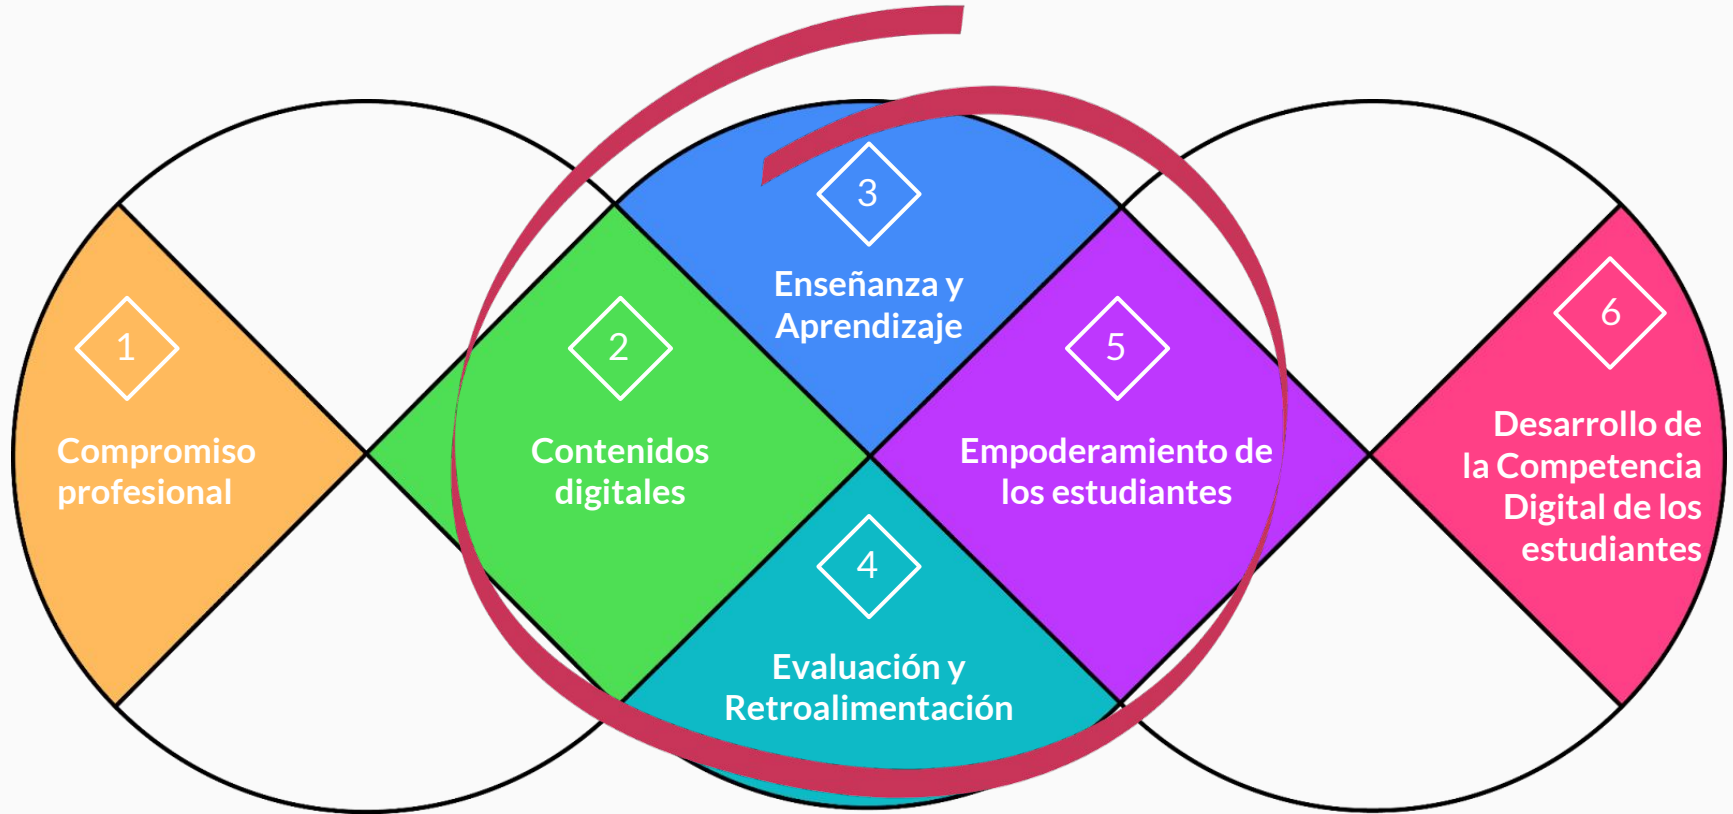 1
Compromiso
profesional
2
Contenidos
digitales
3
Enseñanza y
Aprendizaje
4
Evaluación y
Retroalimentación
5
Empoderamiento de
los estudiantes
6
Desarrollo de
la Competencia
Digital de los
estudiantes